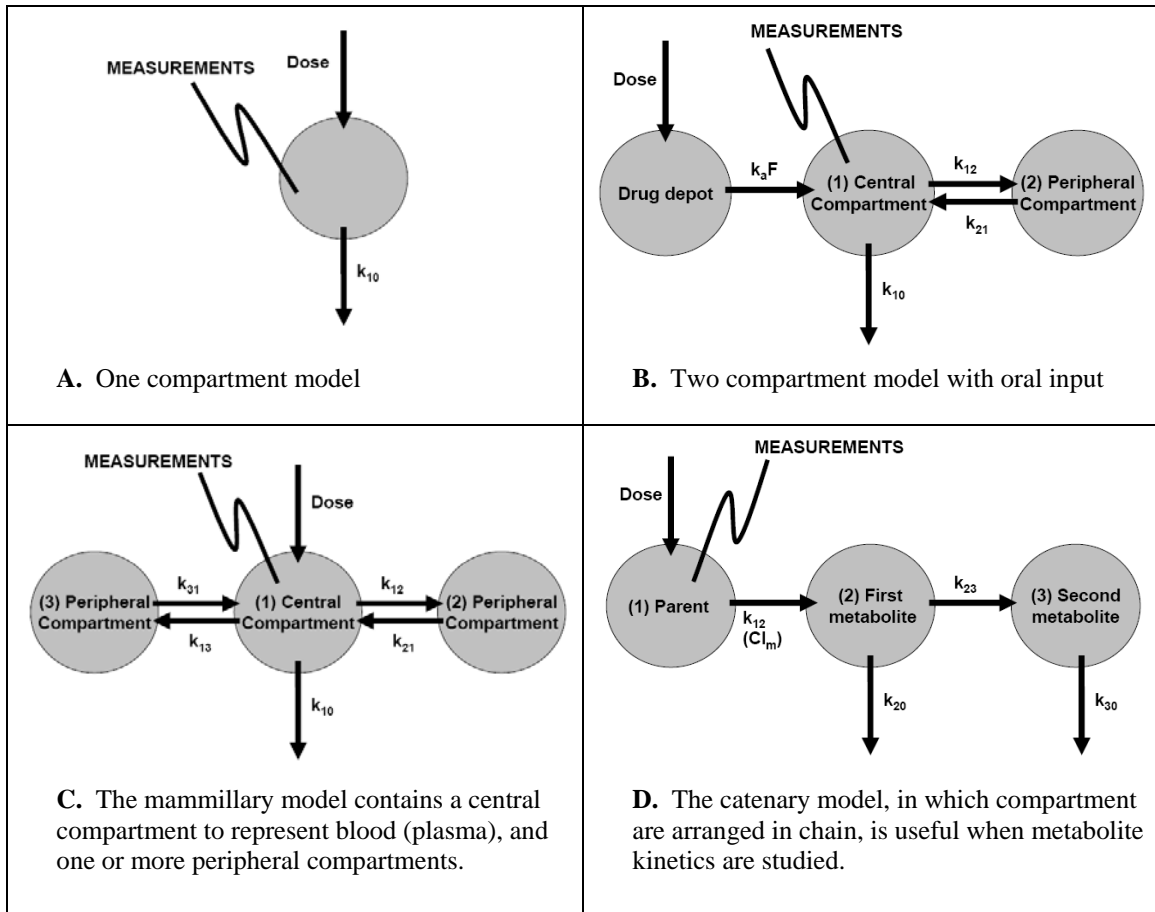 MEASUREMENTS
Dose
k10
A. One compartment model
MEASUREMENTS
Dose
Drug depot
kaF
(1) Central
Compartment
k12
k21
(2) Peripheral
Compartment
k10
B. Two compartment model with oral input
MEASUREMENTS
Dose
(3) Peripheral
Compartment
k31
k13
(1) Central
Compartment
k12
k21
(2) Peripheral
Compartment
k10
C. The mammillary model contains a central
compartment to represent blood (plasma), and
one or more peripheral compartments.
MEASUREMENTS
Dose
(1) Parent
k12
(Clm)
(2) First
metabolite
k23
(3) Second
metabolite
k20
k30
D. The catenary model, in which compartment
are arranged in chain, is useful when metabolite
kinetics are studied.